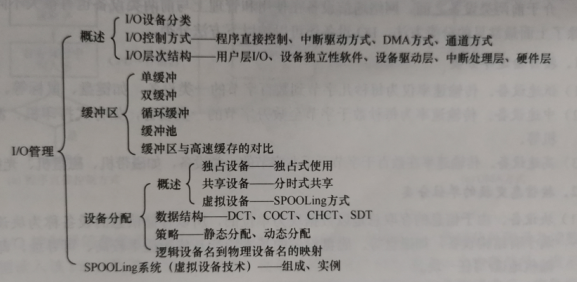 I/O设备分类
概述
I/O控制方式——程序直接控制、中断驱动方式、DMA方式、通道方式
I/O层次结构——用户层I/O、设备独立性软件、设备驱动层、中断处理层、硬件层
单缓冲
双缓冲
缓冲区
循环缓冲
缓冲池
缓冲区与高速缓存的对比
I/O管理
独占设备——独占式使用
概述
共享设备——分时式共享
虚拟设备——SPOOLing方式
设备分配
数据结构——DCT、COCT、CHCT、SDT
策略——静态分配、动态分配
逻辑设备名到物理设备名的映射
SPOOLing系统（虚拟设备技术）——组成、实例